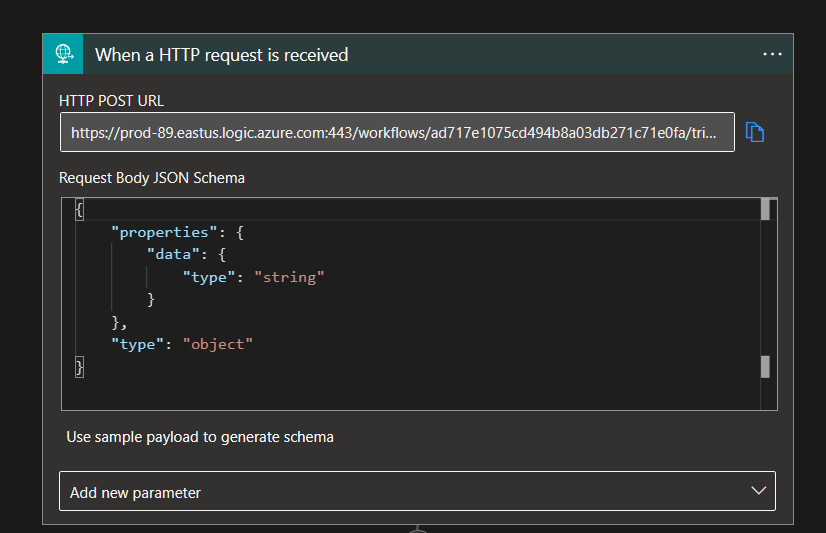 When a HTTP request is received
HTTP POST URL
https://prod-89.eastus.logic.azure.com:443/workflows/ad717e1075cd494b8a03db271c71e0fa/tri...
Request Body JSON Schema
{
    "properties": {
        "data": {
            "type": "string"
        }
    },
    "type": "object"
}
Use sample payload to generate schema
Add new parameter